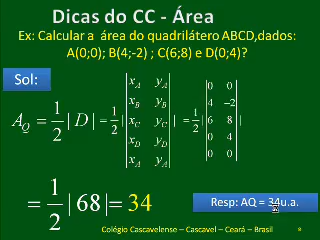 Dicas do CC - Área
Ex: Calcular a área do quadrilátero ABCD,dados:
A(0;0); B(4;-2) ; C(6;8) e D(0;4)?
Sol:
A_Q = 1/2 | D | = 1/2 | | x_A y_A | x_B y_B | x_C y_C | x_D y_D | x_A y_A | | = 1/2 | | 0 0 | 4 -2 | 6 8 | 0 4 | 0 0 | |
= 1/2 | 68 | = 34
Resp: AQ = 34u.a.
Colégio Cascavelense – Cascavel – Ceará – Brasil
8